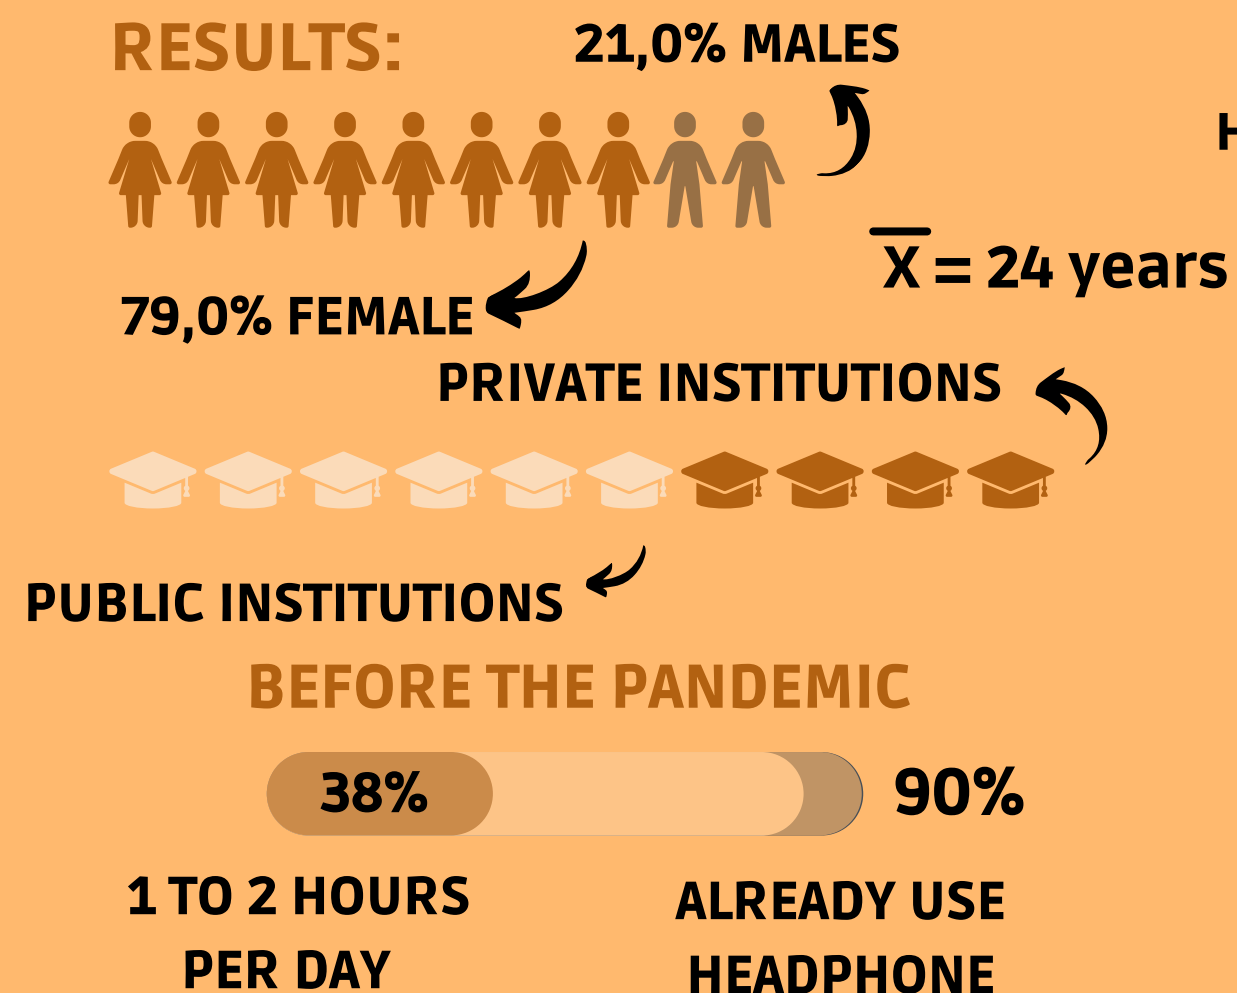 RESULTS:
21,0% MALES
X = 24 years
79,0% FEMALE
PRIVATE INSTITUTIONS
PUBLIC INSTITUTIONS
BEFORE THE PANDEMIC
38%
90%
1 TO 2 HOURS
PER DAY
ALREADY USE
HEADPHONE